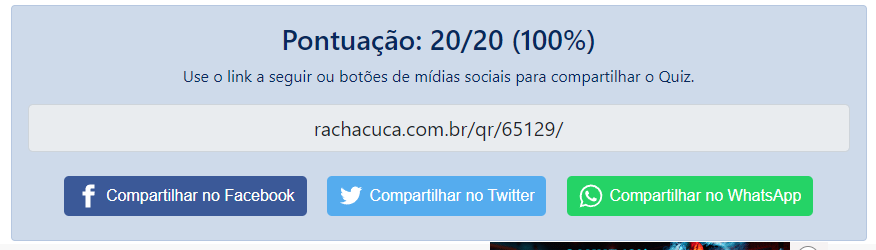 Pontuação: 20/20 (100%)
Use o link a seguir ou botões de mídias sociais para compartilhar o Quiz.
rachacuca.com.br/qr/65129/
Compartilhar no Facebook
Compartilhar no Twitter
Compartilhar no WhatsApp